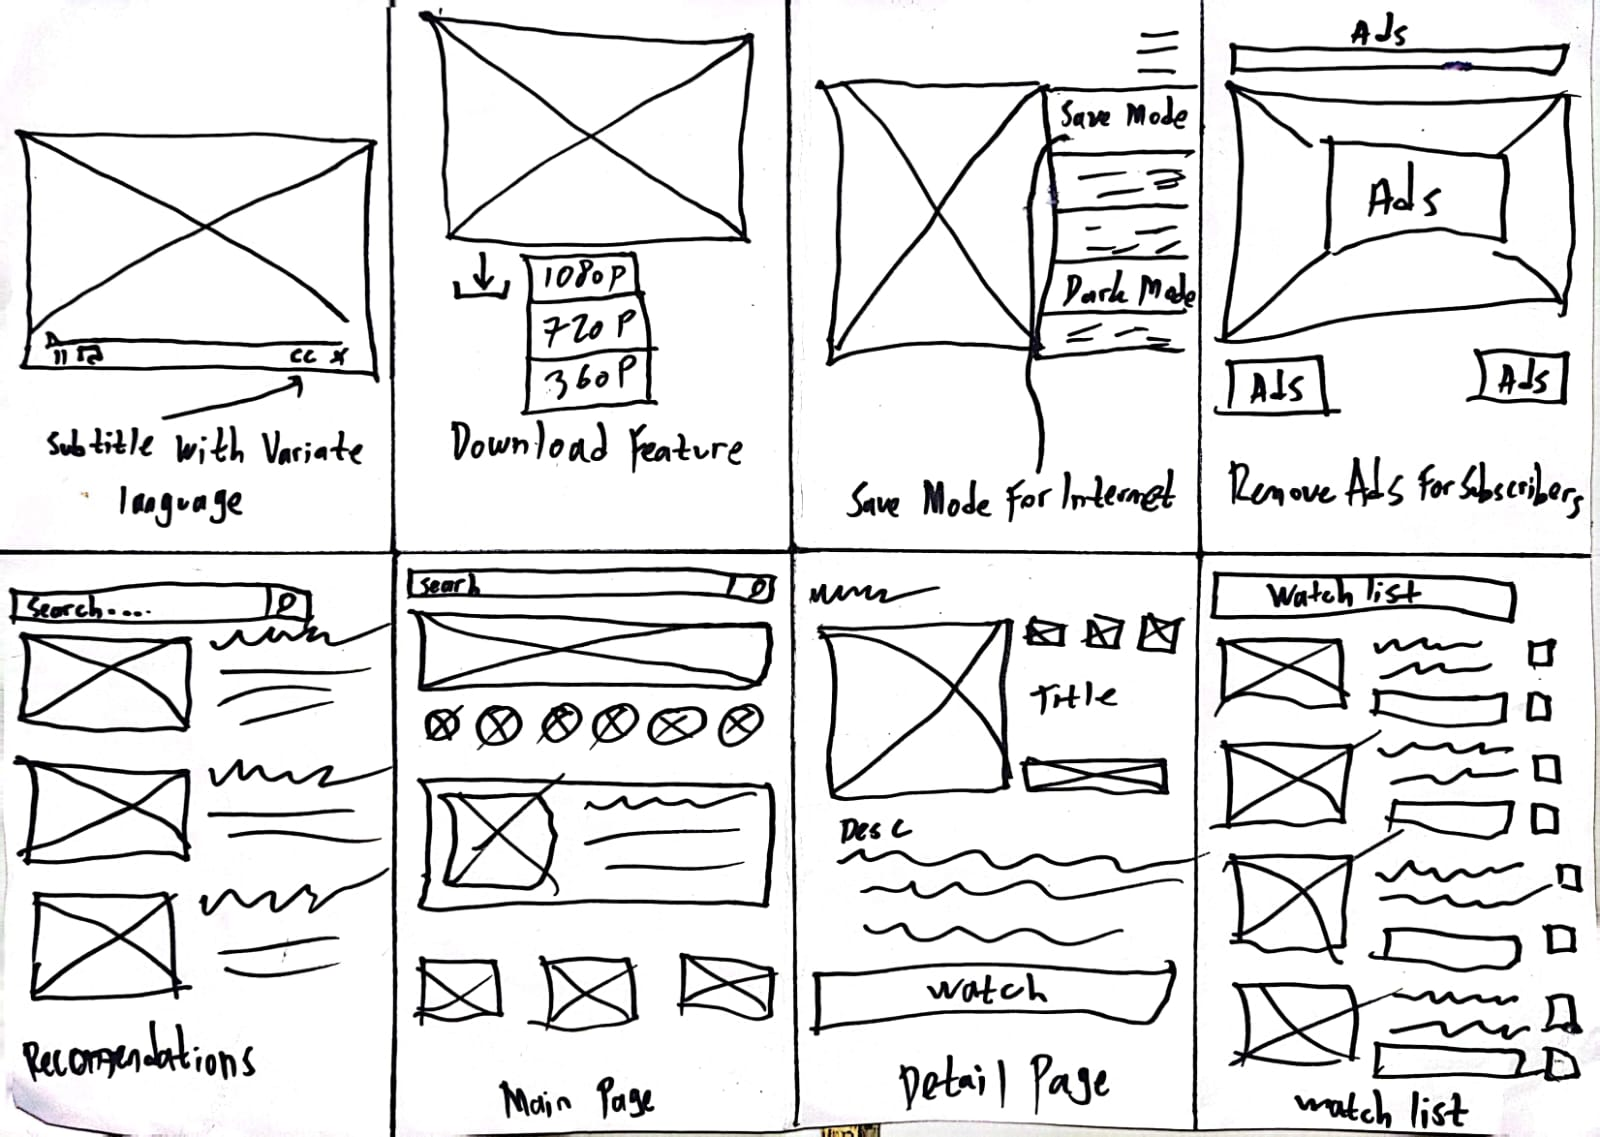 CC
Subtitle With Variate
language
1080P
720P
360P
Download Feature
Save Mode
Dark Mode
Save Mode For Internet
Ads
Ads
Ads
Ads
Remove Ads For Subscribers
Search.....
Recomendations
Search
Main Page
Title
Desc
Watch
Detail Page
Watch list
watch list